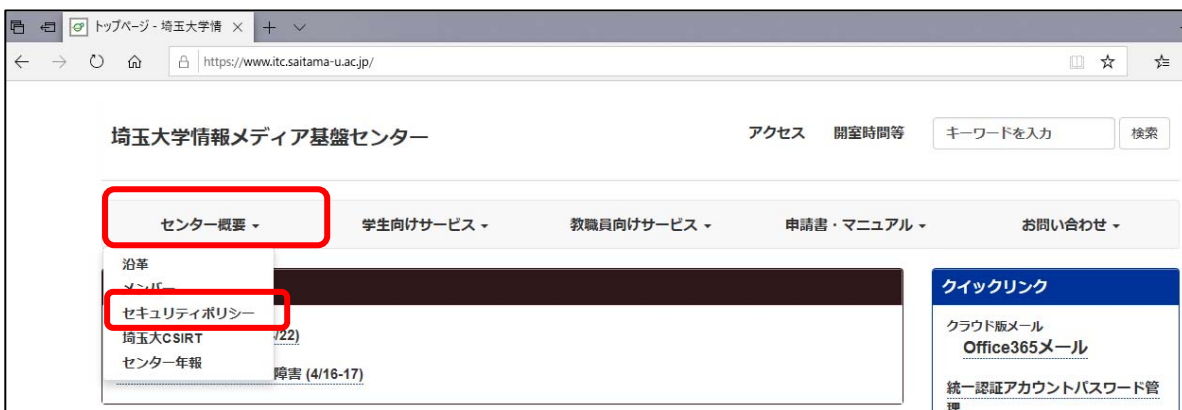 トップページ - 埼玉大学情
https://www.itc.saitama-u.ac.jp/
埼玉大学情報メディア基盤センター
アクセス 開室時間等 キーワードを入力 検索
センター概要 学生向けサービス 教職員向けサービス 申請書・マニュアル お問い合わせ
沿革
メンバー
セキュリティポリシー
埼玉大CSIRT
センター年報
/22)
障害 (4/16-17)
クイックリンク
クラウド版メール
Office365メール
統一認証アカウントパスワード管
理